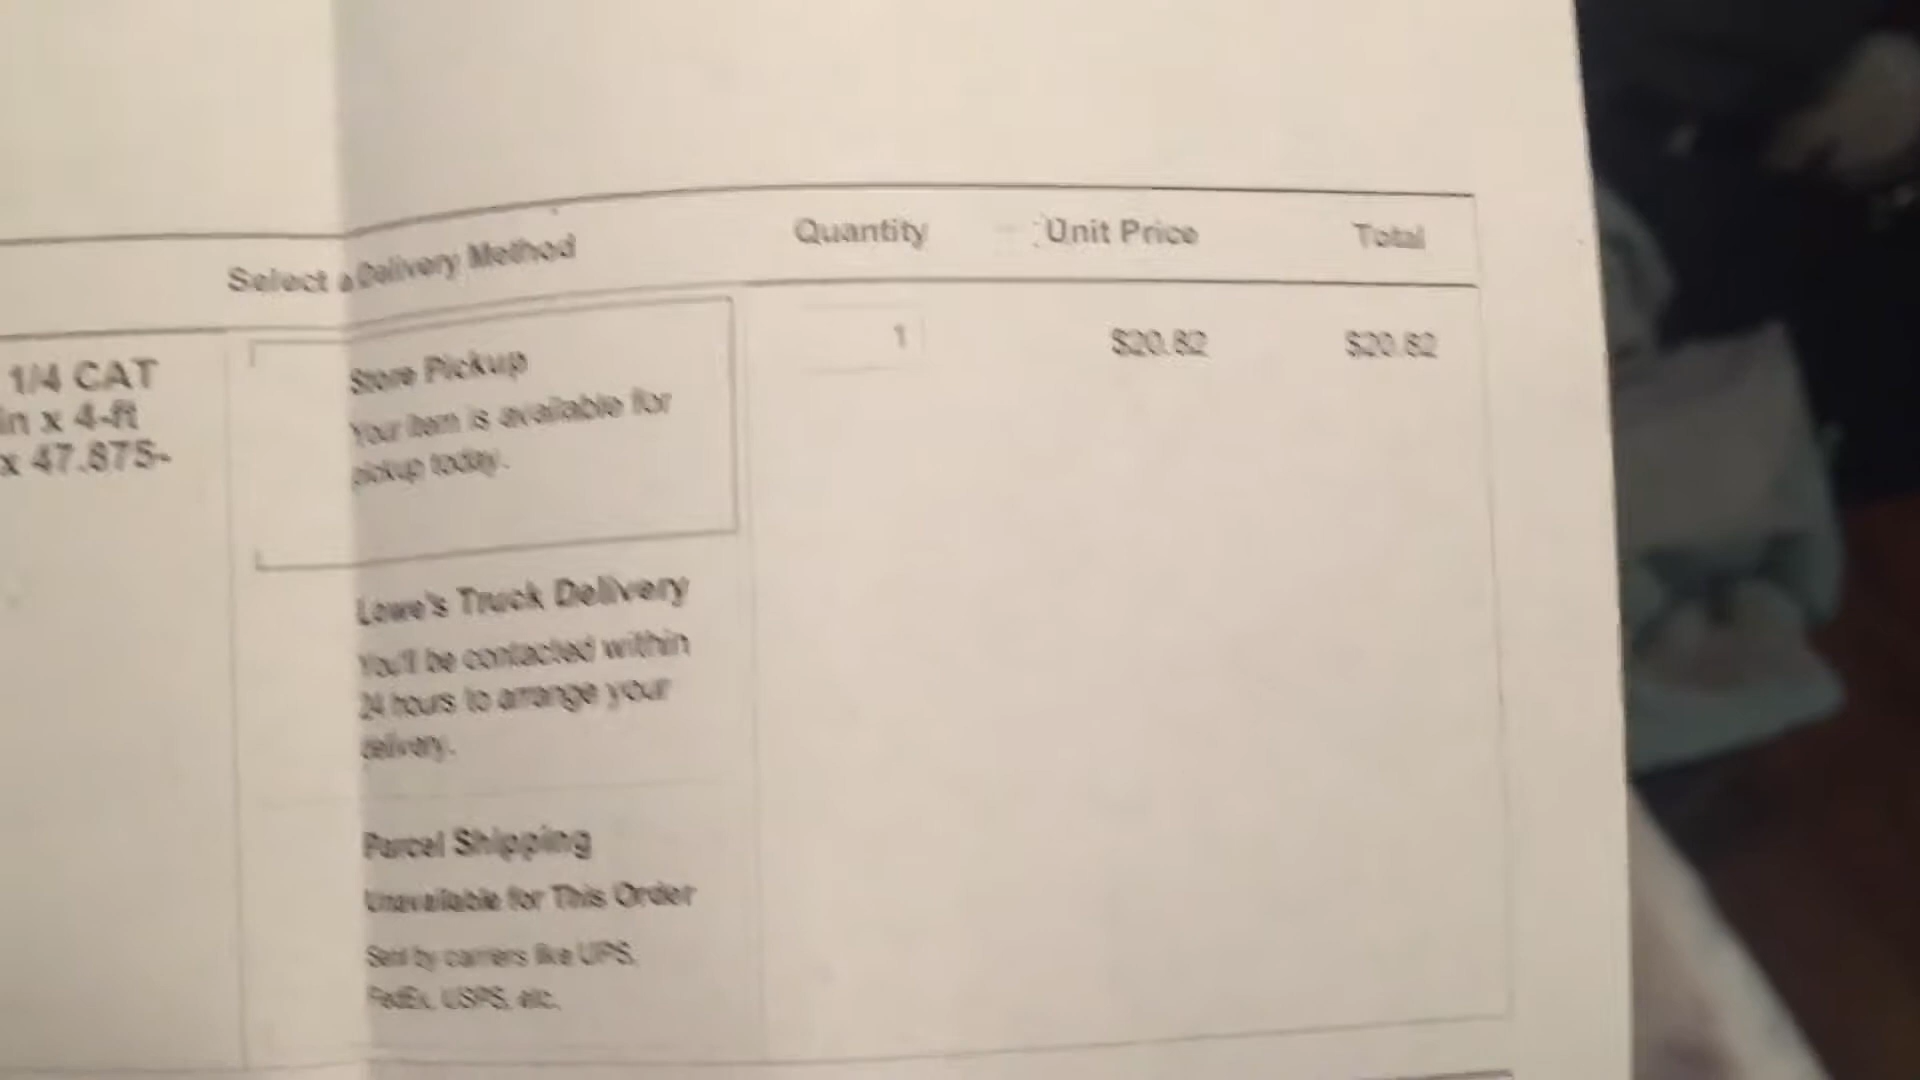 Select a Delivery Method Quantity Unit Price Total
1/4 CAT
in x 4-ft
x 47.875-
Store Pickup
Your item is available for
pickup today.
1 $20.82 $20.82
Lowe's Truck Delivery
You'll be contacted within
24 hours to arrange your
delivery.
Parcel Shipping
Unavailable for This Order
Sent by carriers like UPS,
FedEx, USPS, etc.